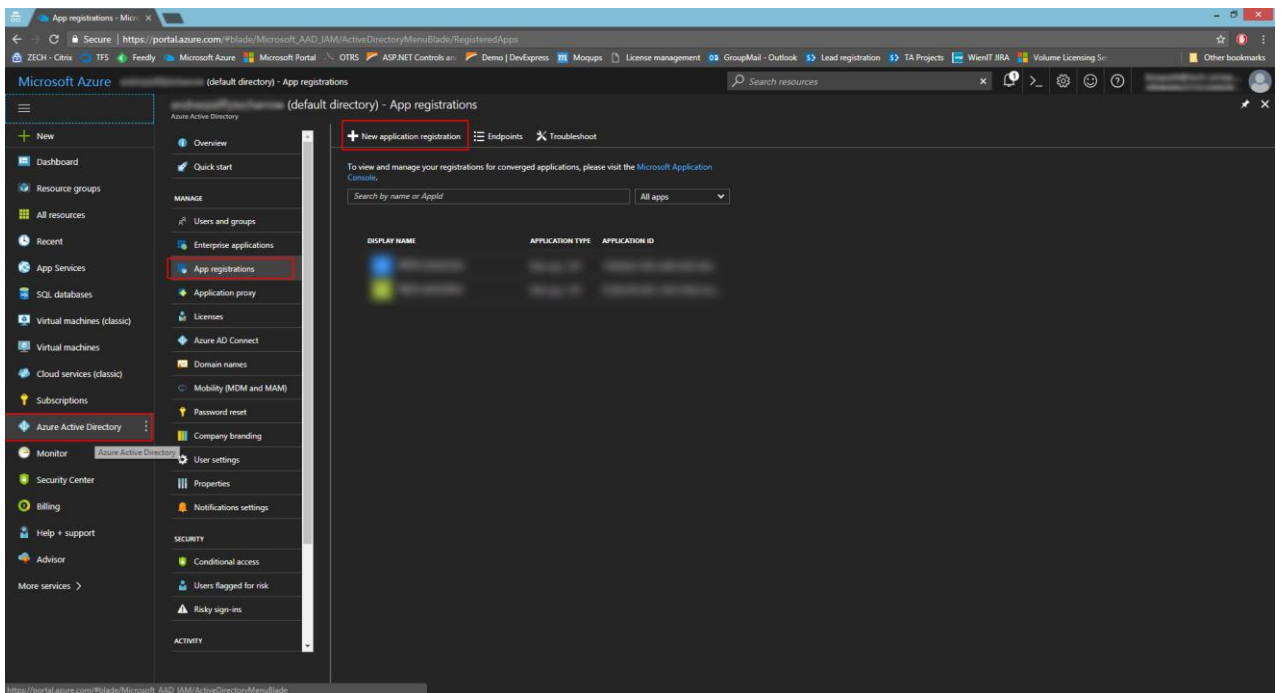 App registrations - Micr
Secure | https://portal.azure.com/#blade/Microsoft_AAD_IAM/ActiveDirectoryMenuBlade/RegisteredApps
ZECH - Citrix TFS Feedly Microsoft Azure Microsoft Portal OTRS ASP.NET Controls an Demo | DevExpress Moqups License management GroupMail - Outlook Lead registration TA Projects WienIT JIRA Volume Licensing Se Other bookmarks
Microsoft Azure (default directory) - App registrations Search resources
(default directory) - App registrations
Azure Active Directory
New
Dashboard
Resource groups
All resources
Recent
App Services
SQL databases
Virtual machines (classic)
Virtual machines
Cloud services (classic)
Subscriptions
Azure Active Directory
Monitor
Azure Active Directory
Security Center
Billing
Help + support
Advisor
More services >
Overview
Quick start
MANAGE
Users and groups
Enterprise applications
App registrations
Application proxy
Licenses
Azure AD Connect
Domain names
Mobility (MDM and MAM)
Password reset
Company branding
User settings
Properties
Notifications settings
SECURITY
Conditional access
Users flagged for risk
Risky sign-ins
ACTIVITY
New application registration Endpoints Troubleshoot
To view and manage your registrations for converged applications, please visit the Microsoft Application
Console.
Search by name or AppId All apps
DISPLAY NAME APPLICATION TYPE APPLICATION ID
https://portal.azure.com/#blade/Microsoft_AAD_IAM/ActiveDirectoryMenuBlade